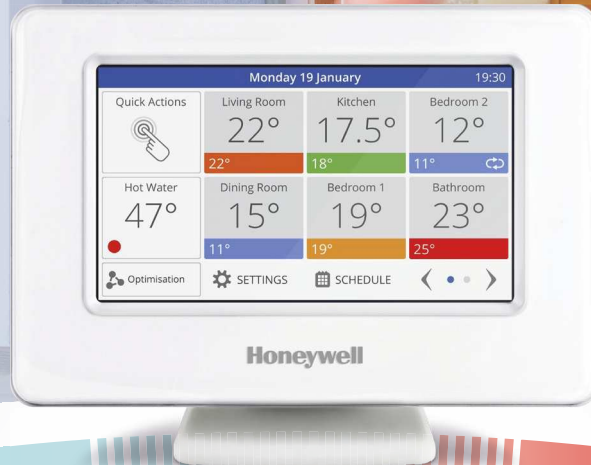 Monday 19 January 19:30
Quick Actions
Living Room
22°
22°
Kitchen
17.5°
18°
Bedroom 2
12°
11°
Hot Water
47°
Dining Room
15°
11°
Bedroom 1
19°
19°
Bathroom
23°
25°
Optimisation
SETTINGS
SCHEDULE
Honeywell